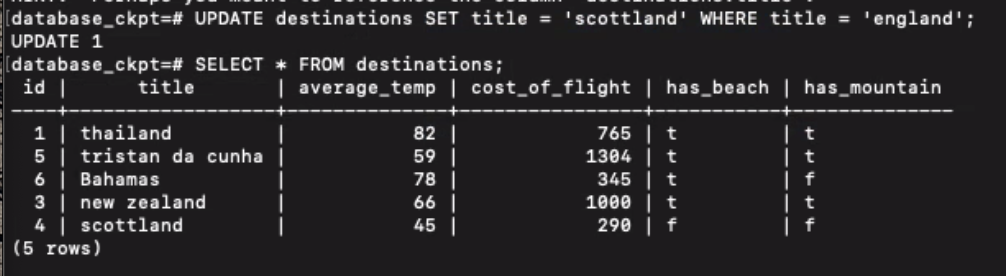 [database_ckpt=# UPDATE destinations SET title = 'scottland' WHERE title = 'england';
UPDATE 1
[database_ckpt=# SELECT * FROM destinations;
 id |      title       | average_temp | cost_of_flight | has_beach | has_mountain
----+------------------+--------------+----------------+-----------+--------------
  1 | thailand         |           82 |            765 | t         | t
  5 | tristan da cunha |           59 |           1304 | t         | t
  6 | Bahamas          |           78 |            345 | t         | f
  3 | new zealand      |           66 |           1000 | t         | t
  4 | scottland        |           45 |            290 | f         | f
(5 rows)